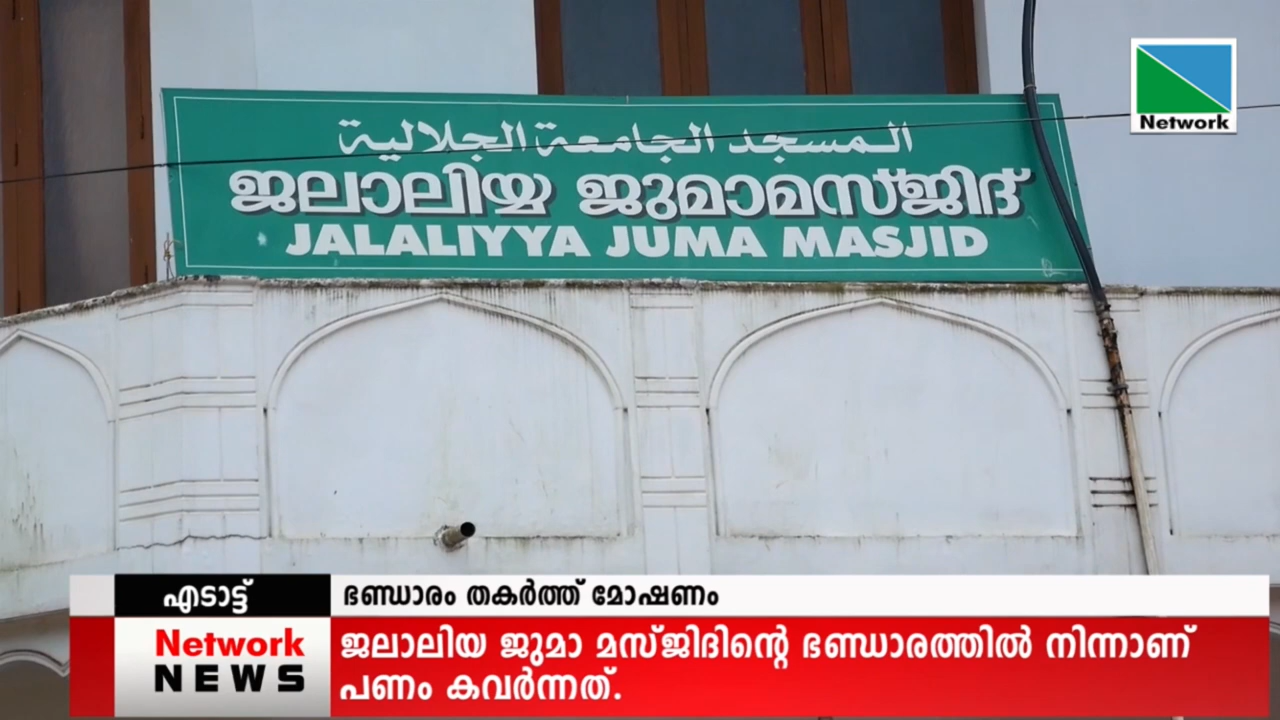 Network
المسجد الجامعة الجلالية
ജലാലിയ്യ ജുമാമസ്ജിദ്
JALALIYYA JUMA MASJID
എടാട്ട്
ഭണ്ഡാരം തകർത്ത് മോഷണം
Network
NEWS
ജലാലിയ ജുമാ മസ്ജിദിന്റെ ഭണ്ഡാരത്തിൽ നിന്നാണ്
പണം കവർന്നത്.